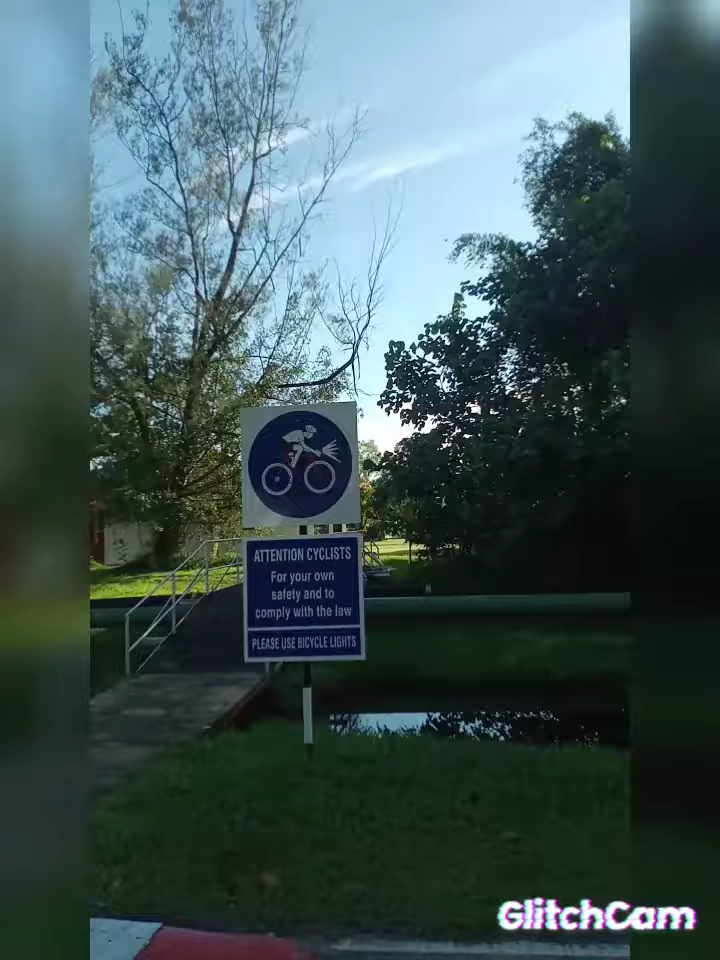 ATTENTION CYCLISTS
For your own
safety and to
comply with the law
PLEASE USE BICYCLE LIGHTS
GlitchCam